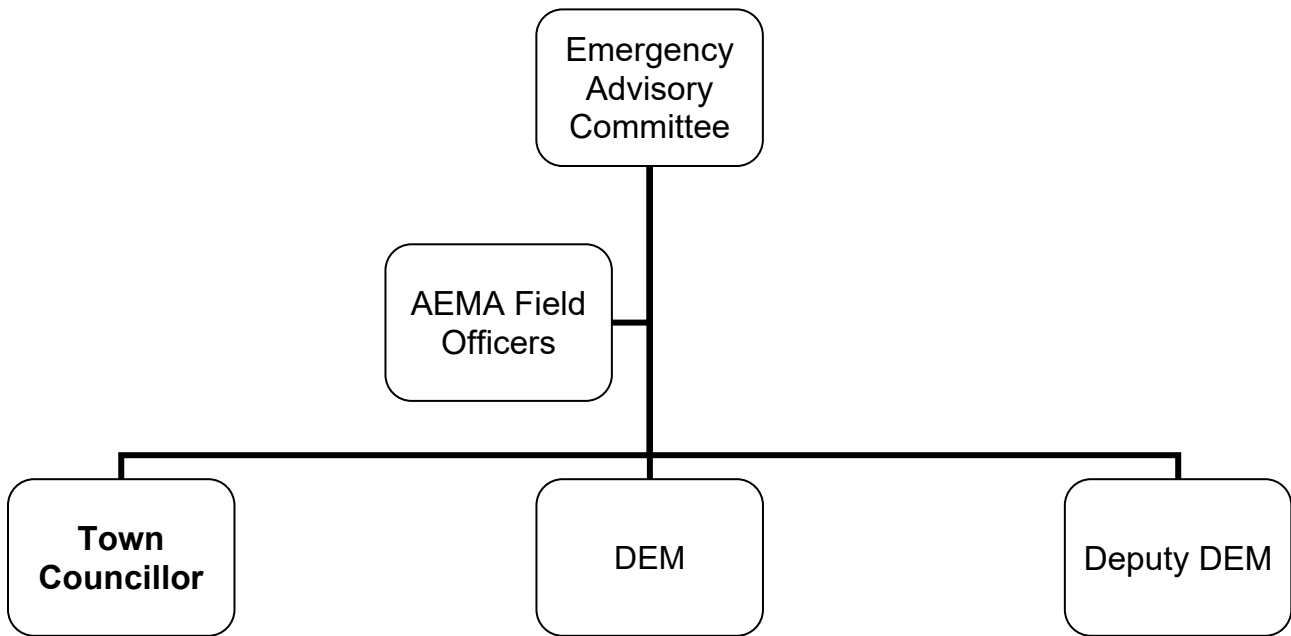 Emergency
Advisory
Committee
AEMA Field
Officers
Town
Councillor
DEM
Deputy DEM